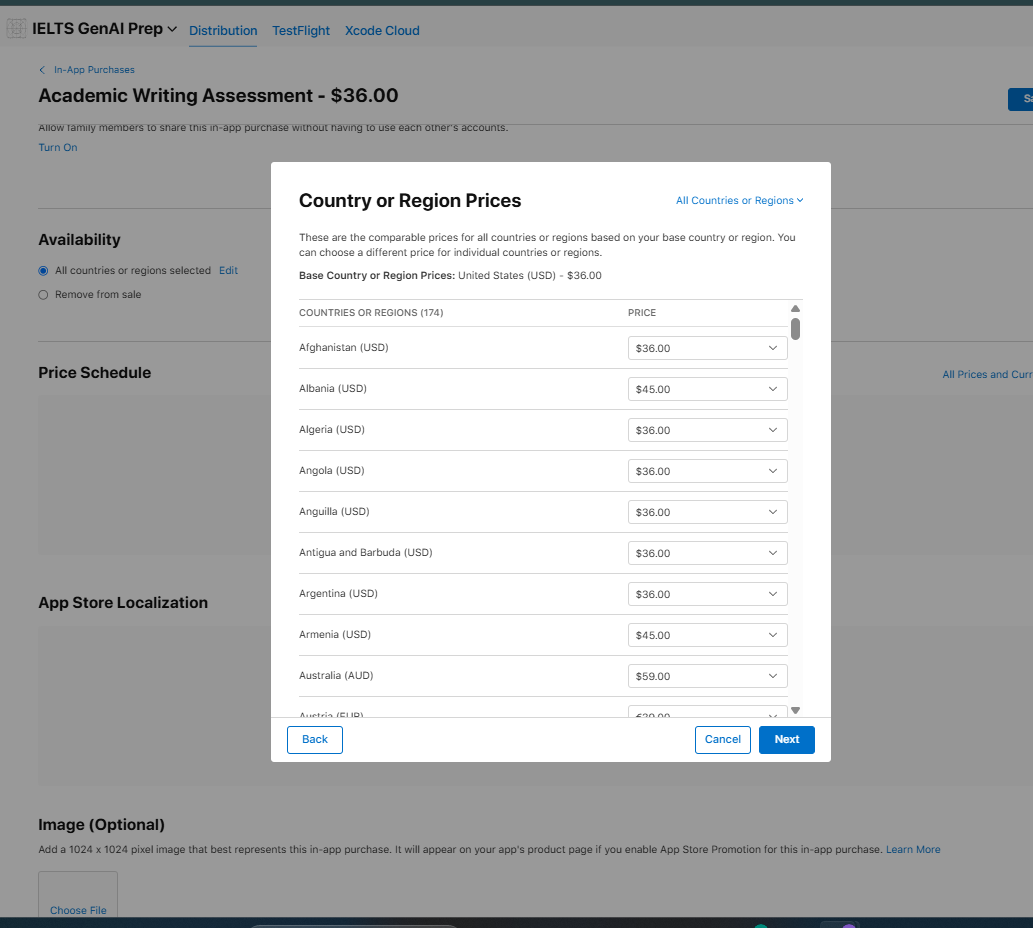 IELTS GenAI Prep
Distribution
TestFlight
Xcode Cloud
In-App Purchases
Academic Writing Assessment - $36.00
Allow family members to share this in-app purchase without having to use each other's accounts.
Turn On
Availability
All countries or regions selected Edit
Remove from sale
Price Schedule
All Prices and
App Store Localization
Image (Optional)
Add a 1024 x 1024 pixel image that best represents this in-app purchase. It will appear on your app's product page if you enable App Store Promotion for this in-app purchase. Learn More
Choose File
Country or Region Prices
All Countries or Regions
These are the comparable prices for all countries or regions based on your base country or region. You
can choose a different price for individual countries or regions.
Base Country or Region Prices: United States (USD) - $36.00
COUNTRIES OR REGIONS (174) PRICE
Afghanistan (USD) $36.00
Albania (USD) $45.00
Algeria (USD) $36.00
Angola (USD) $36.00
Anguilla (USD) $36.00
Antigua and Barbuda (USD) $36.00
Argentina (USD) $36.00
Armenia (USD) $45.00
Australia (AUD) $59.00
Austria (EUR) €39.00
Back
Cancel
Next